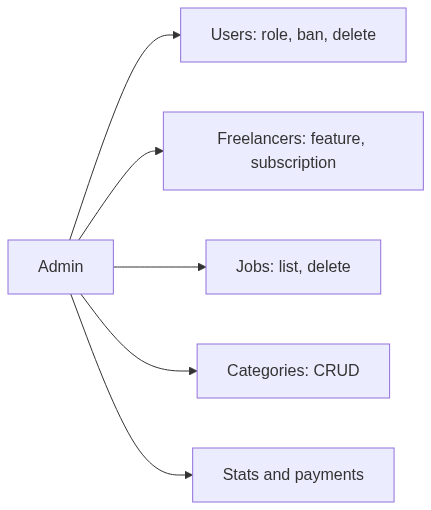 Users: role, ban, delete
Freelancers: feature,
subscription
Admin
Jobs: list, delete
Categories: CRUD
Stats and payments